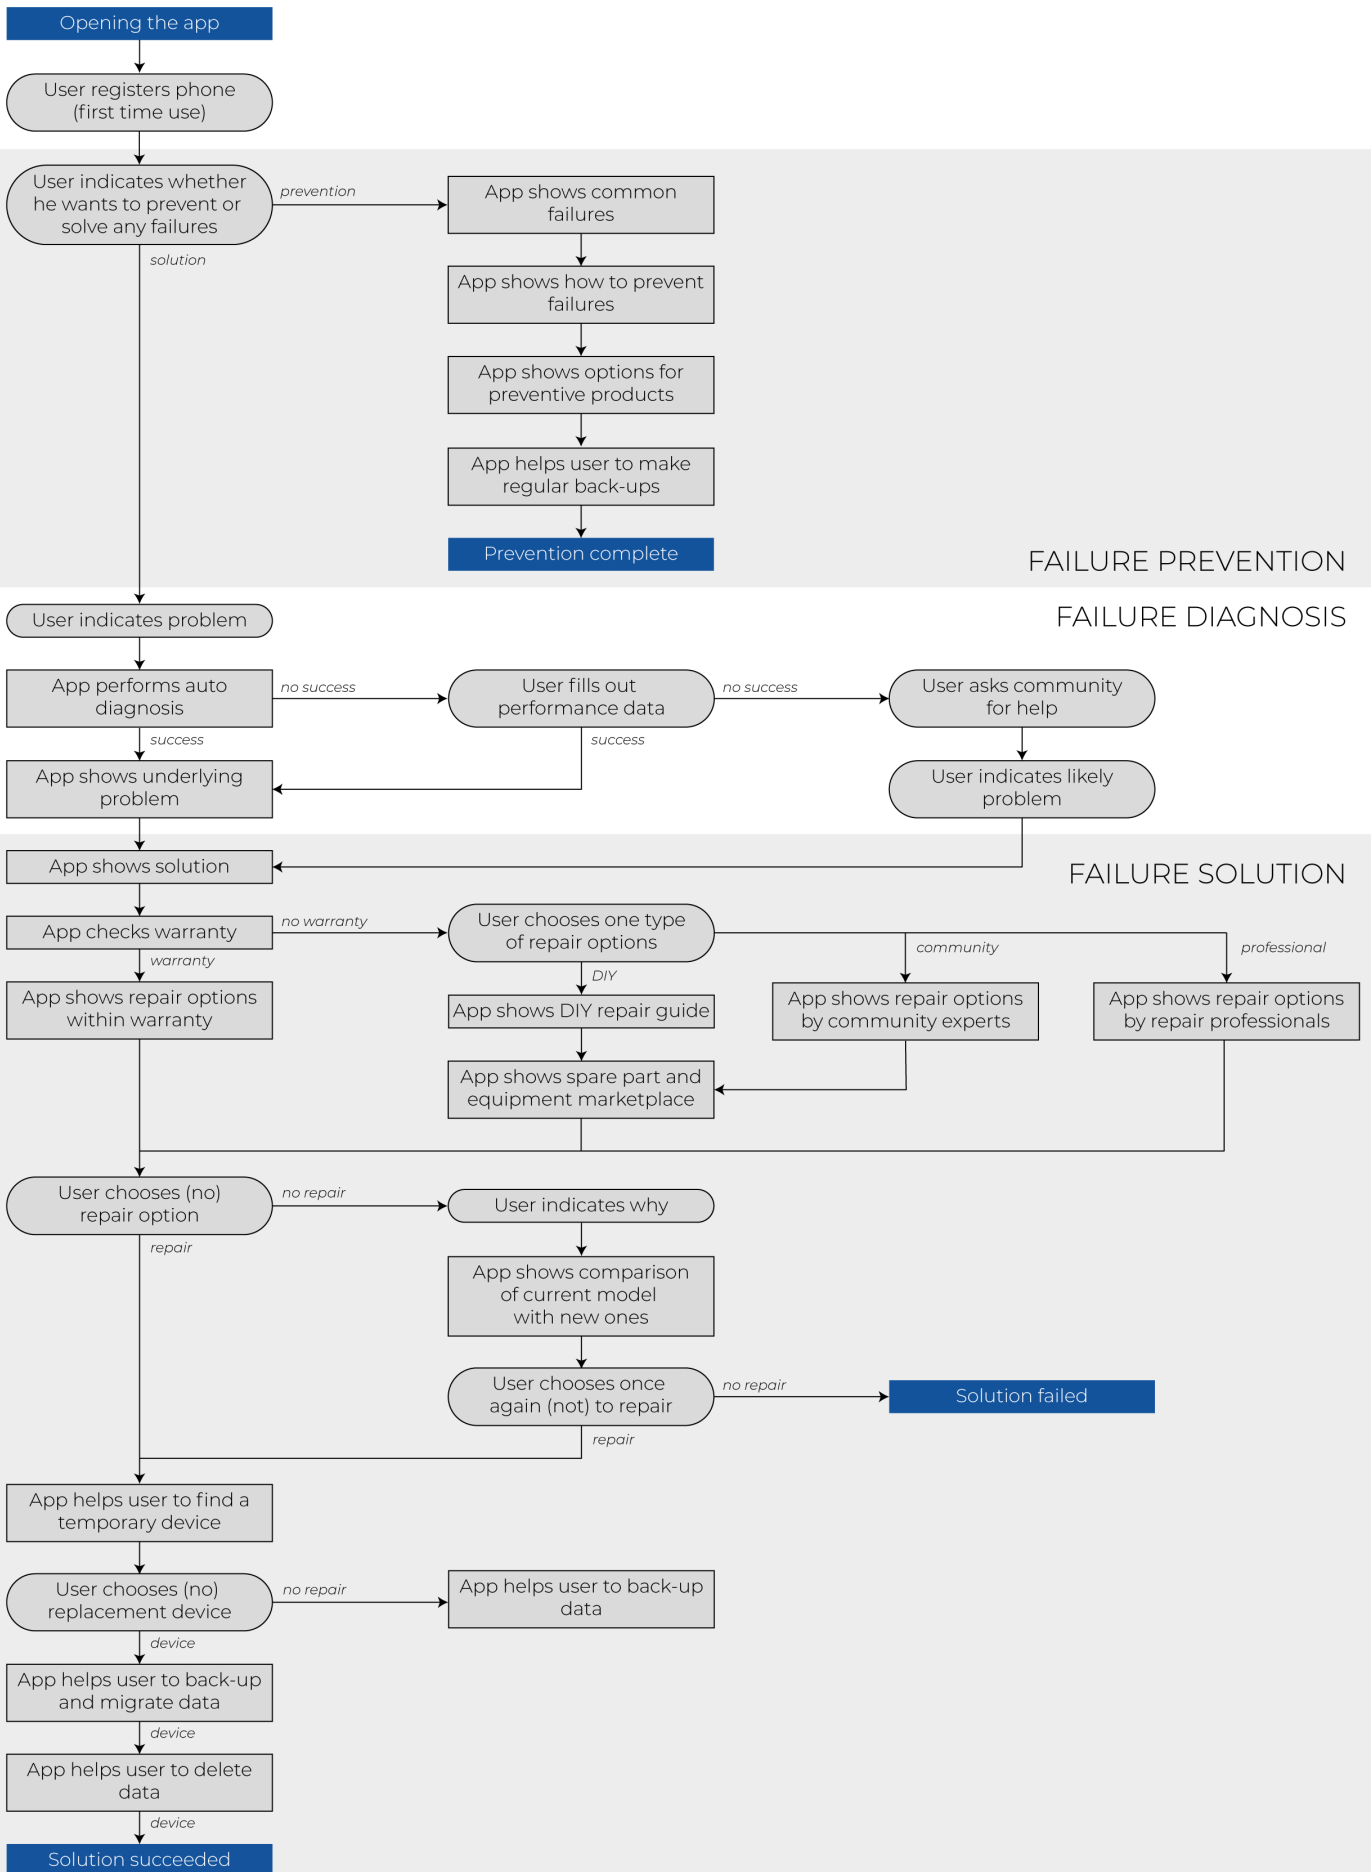 Opening the app
User registers phone
(first time use)
User indicates whether
he wants to prevent or
solve any failures
prevention
solution
App shows common
failures
App shows how to prevent
failures
App shows options for
preventive products
App helps user to make
regular back-ups
Prevention complete
FAILURE PREVENTION
FAILURE DIAGNOSIS
User indicates problem
App performs auto
diagnosis
no success
User fills out
performance data
no success
User asks community
for help
success
success
App shows underlying
problem
User indicates likely
problem
App shows solution
FAILURE SOLUTION
App checks warranty
no warranty
User chooses one type
of repair options
community
professional
warranty
DIY
App shows repair options
within warranty
App shows DIY repair guide
App shows repair options
by community experts
App shows repair options
by repair professionals
App shows spare part and
equipment marketplace
User chooses (no)
repair option
no repair
User indicates why
repair
App shows comparison
of current model
with new ones
User chooses once
again (not) to repair
no repair
Solution failed
repair
App helps user to find a
temporary device
User chooses (no)
replacement device
no repair
App helps user to back-up
data
device
App helps user to back-up
and migrate data
device
App helps user to delete
data
device
Solution succeeded